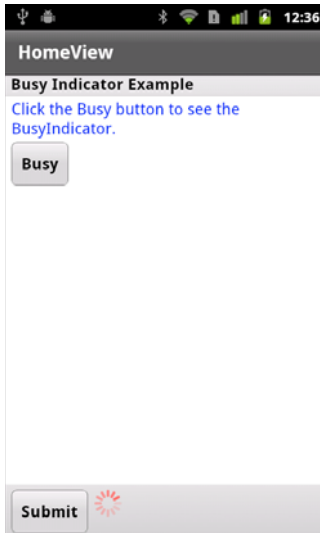 12:36
HomeView
Busy Indicator Example
Click the Busy button to see the
BusyIndicator.
Busy
Submit